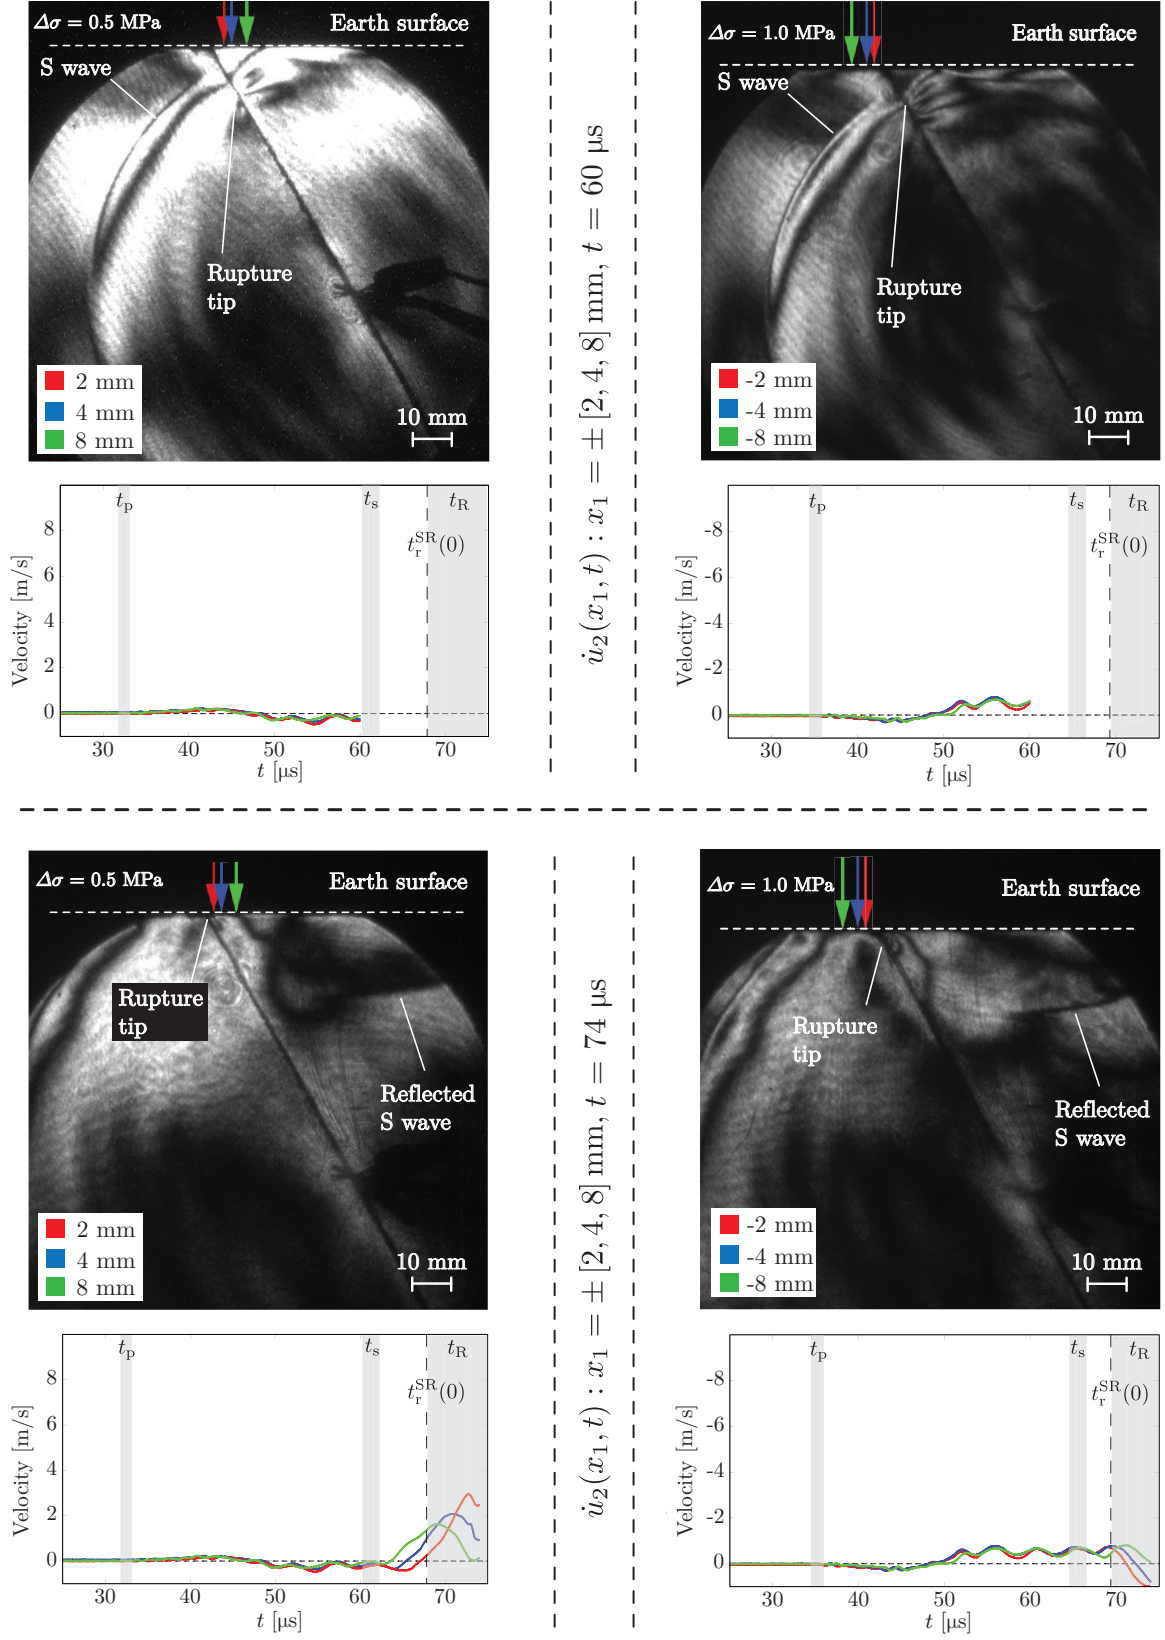 Δσ = 0.5 MPa
Earth surface
S wave
Rupture
tip
2 mm
4 mm
8 mm
10 mm
Δσ = 1.0 MPa
Earth surface
S wave
Rupture
tip
-2 mm
-4 mm
-8 mm
10 mm
u̇₂(x₁, t) : x₁ = ± [2, 4, 8] mm, t = 60 μs
tp
ts
tR
trSR(0)
8
6
4
2
0
Velocity [m/s]
30 40 50 60 70
t [μs]
tp
ts
tR
trSR(0)
-8
-6
-4
-2
0
Velocity [m/s]
30 40 50 60 70
t [μs]
Δσ = 0.5 MPa
Earth surface
Rupture
tip
Reflected
S wave
2 mm
4 mm
8 mm
10 mm
Δσ = 1.0 MPa
Earth surface
Rupture
tip
Reflected
S wave
-2 mm
-4 mm
-8 mm
10 mm
u̇₂(x₁, t) : x₁ = ± [2, 4, 8] mm, t = 74 μs
tp
ts
tR
trSR(0)
8
6
4
2
0
Velocity [m/s]
30 40 50 60 70
t [μs]
tp
ts
tR
trSR(0)
-8
-6
-4
-2
0
Velocity [m/s]
30 40 50 60 70
t [μs]